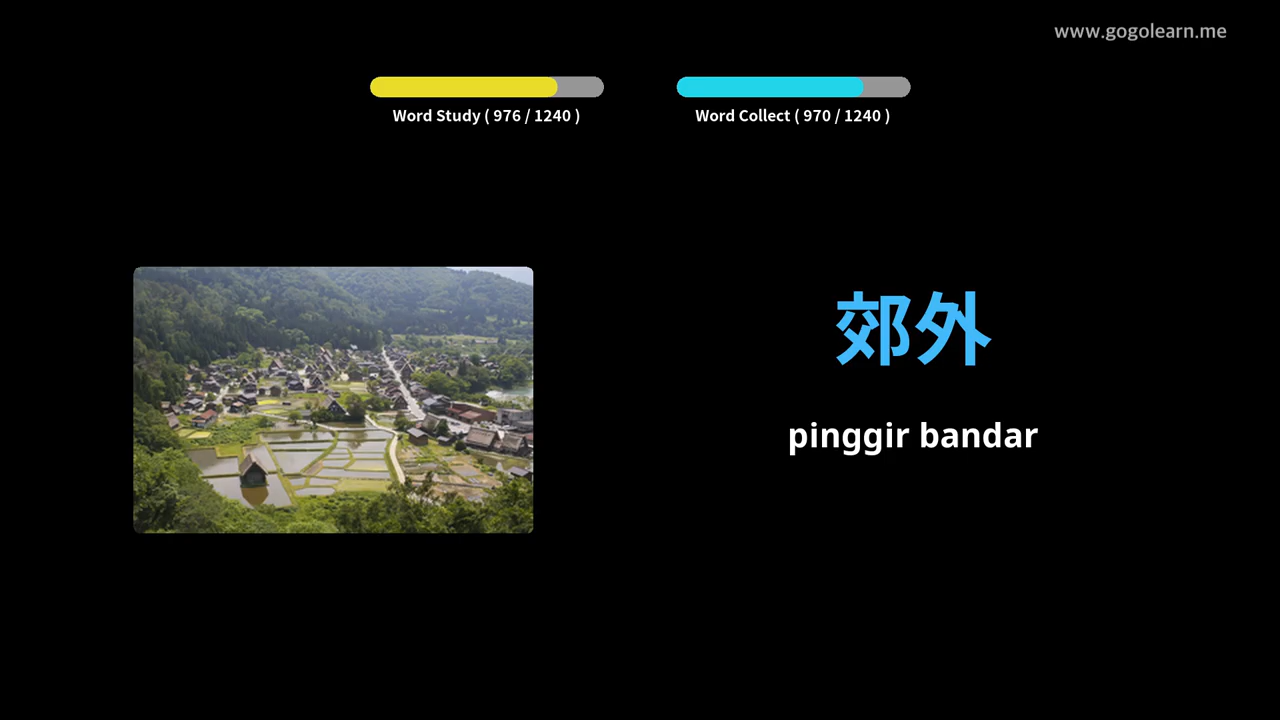 www.gogolearn.me
Word Study ( 976 / 1240 )
Word Collect ( 970 / 1240 )
郊外
pinggir bandar